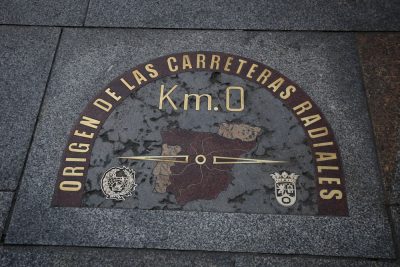 ORIGEN DE LAS CARRETERAS RADIALES
Km.0